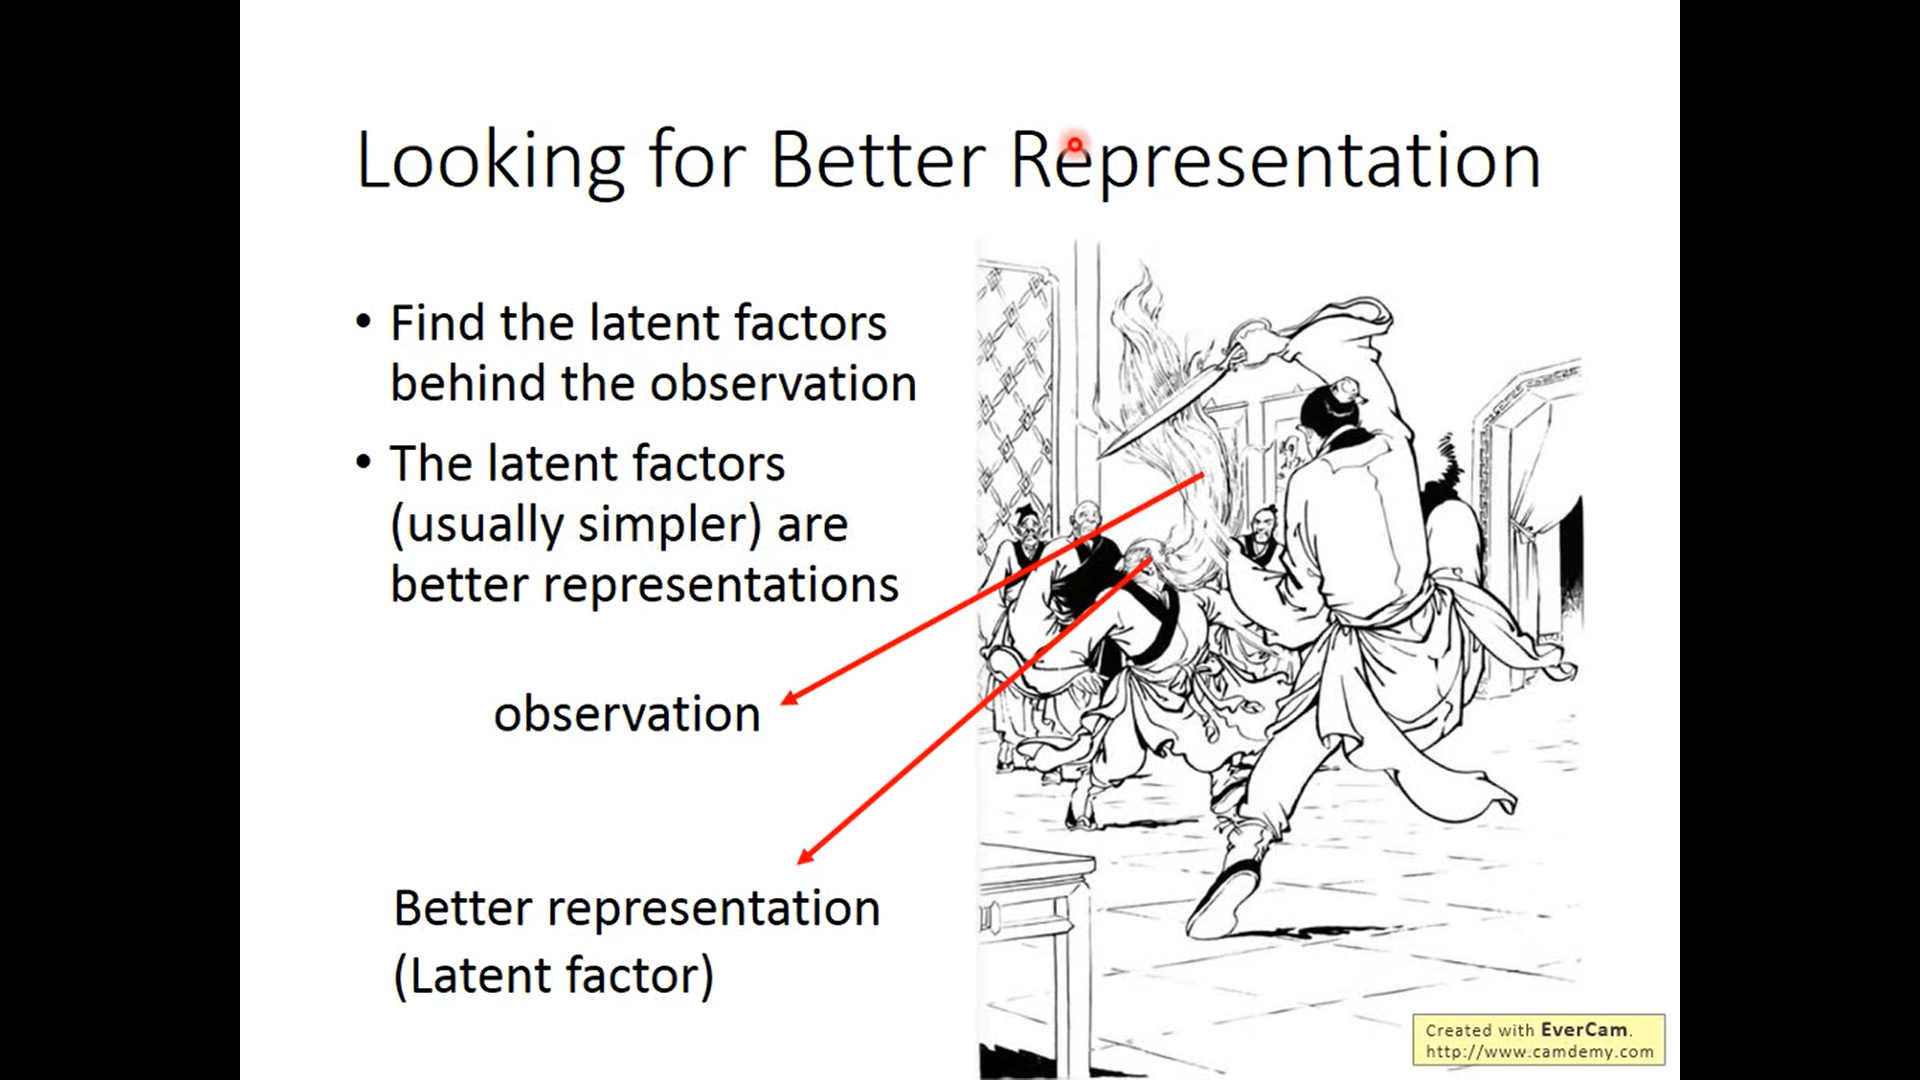 Looking for Better Representation
• Find the latent factors
behind the observation
• The latent factors
(usually simpler) are
better representations
observation
Better representation
(Latent factor)
Created with EverCam.
http://www.camdemy.com